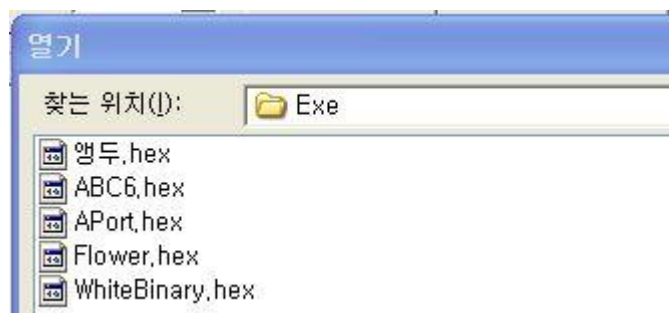 열기
찾는 위치(I): Exe
앵두.hex
ABC6.hex
APort.hex
Flower.hex
WhiteBinary.hex